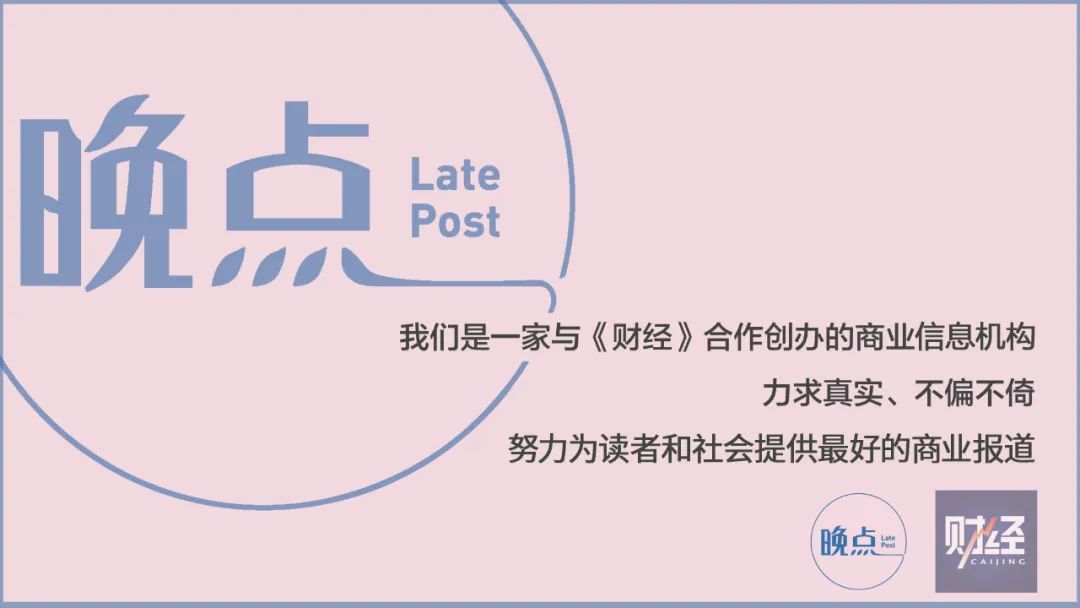 晚点
Late
Post
我们是一家与《财经》合作创办的商业信息机构
力求真实、不偏不倚
努力为读者和社会提供最好的商业报道
晚点
Late
Post
财经
CAIJING